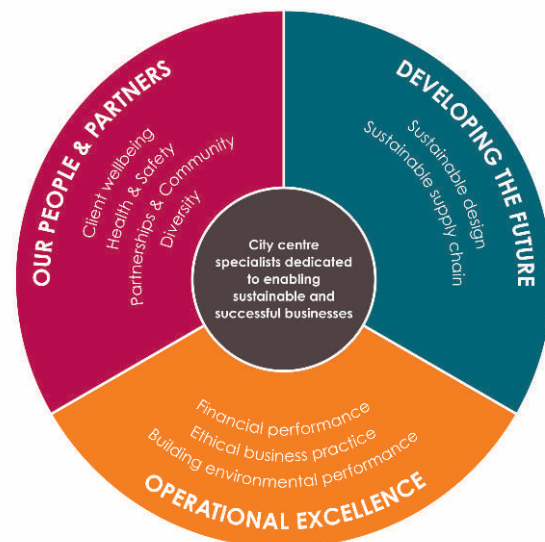 OUR PEOPLE & PARTNERS
Client wellbeing
Health & Safety
Partnerships & Community
Diversity
DEVELOPING THE FUTURE
Sustainable design
Sustainable supply chain
City centre
specialists dedicated
to enabling
sustainable and
successful businesses
Financial performance
Ethical business practice
Building environmental performance
OPERATIONAL EXCELLENCE